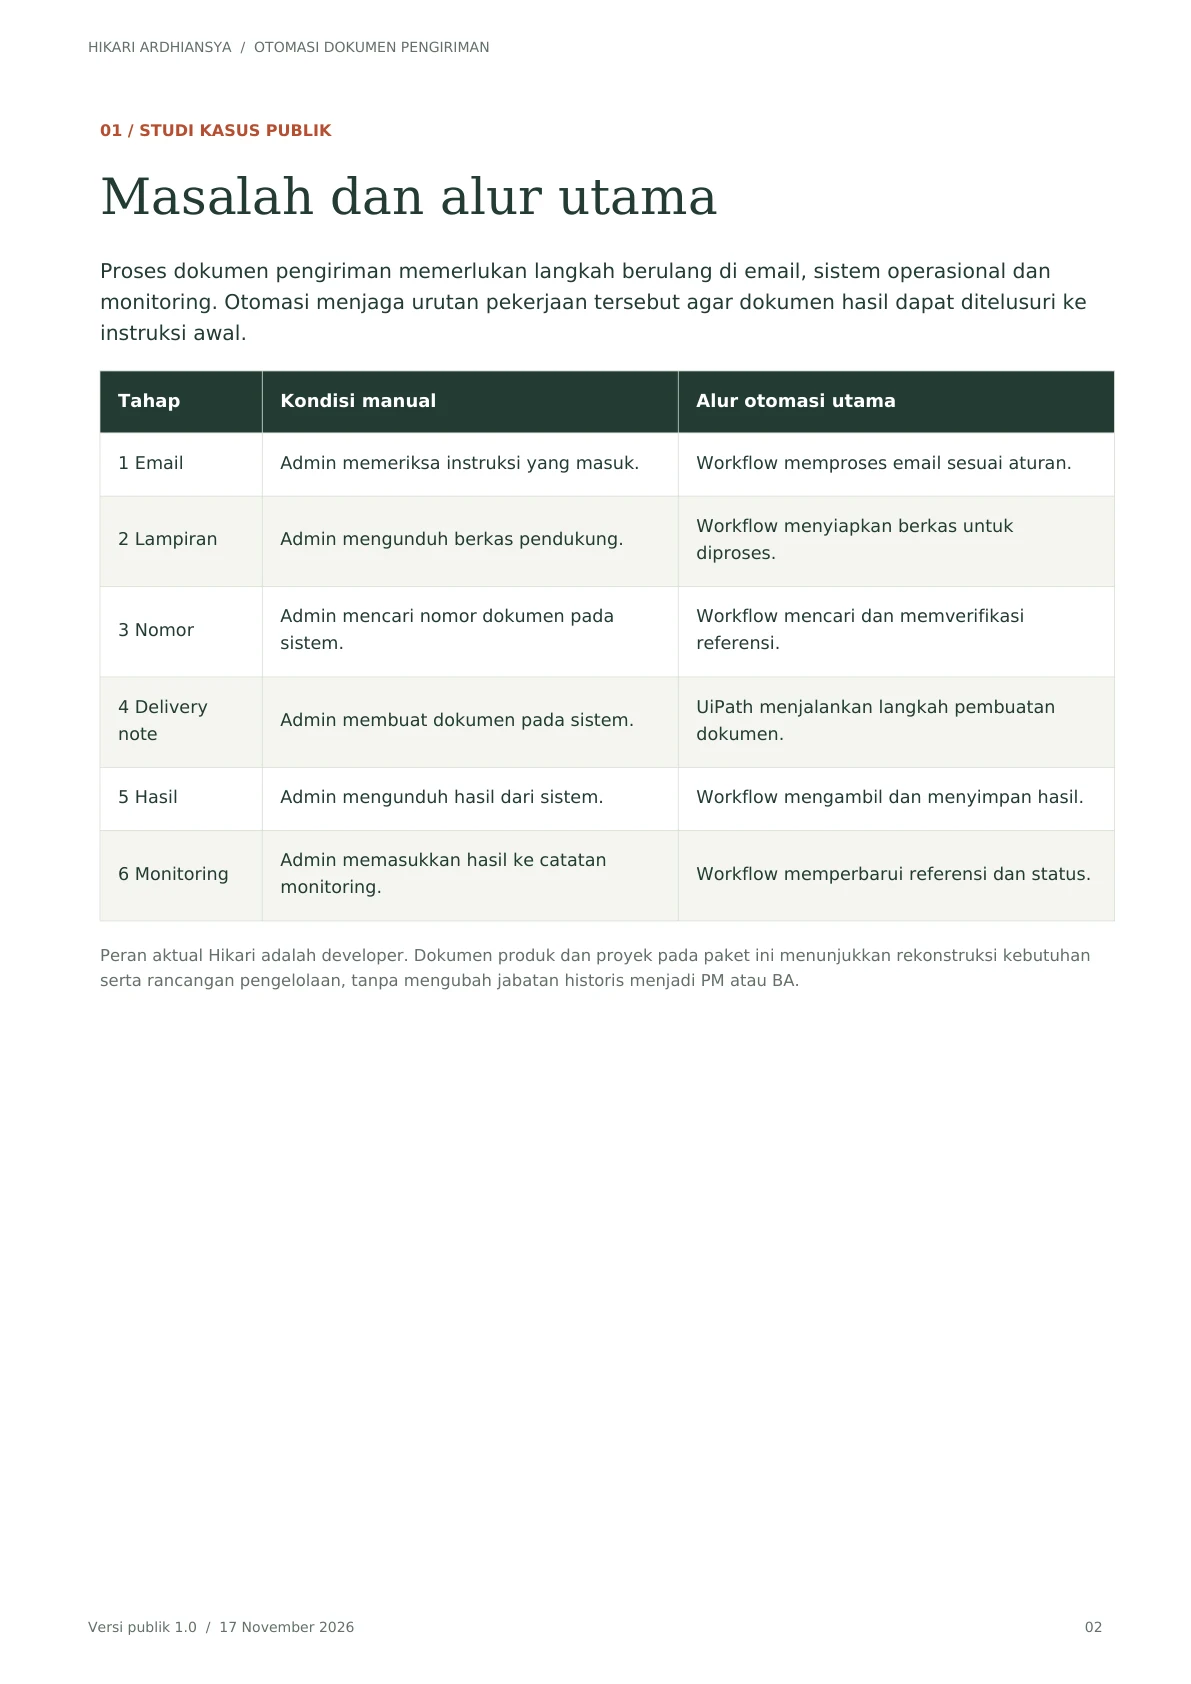 HIKARI ARDHIANSYA / OTOMASI DOKUMEN PENGIRIMAN
01 / STUDI KASUS PUBLIK
Masalah dan alur utama
Proses dokumen pengiriman memerlukan langkah berulang di email, sistem operasional dan
monitoring. Otomasi menjaga urutan pekerjaan tersebut agar dokumen hasil dapat ditelusuri ke
instruksi awal.
Tahap Kondisi manual Alur otomasi utama
1 Email Admin memeriksa instruksi yang masuk. Workflow memproses email sesuai aturan.
2 Lampiran Admin mengunduh berkas pendukung. Workflow menyiapkan berkas untuk
diproses.
3 Nomor Admin mencari nomor dokumen pada
sistem. Workflow mencari dan memverifikasi
referensi.
4 Delivery
note Admin membuat dokumen pada sistem. UiPath menjalankan langkah pembuatan
dokumen.
5 Hasil Admin mengunduh hasil dari sistem. Workflow mengambil dan menyimpan hasil.
6 Monitoring Admin memasukkan hasil ke catatan
monitoring. Workflow memperbarui referensi dan status.
Peran aktual Hikari adalah developer. Dokumen produk dan proyek pada paket ini menunjukkan rekonstruksi kebutuhan
serta rancangan pengelolaan, tanpa mengubah jabatan historis menjadi PM atau BA.
Versi publik 1.0 / 17 November 2026 02